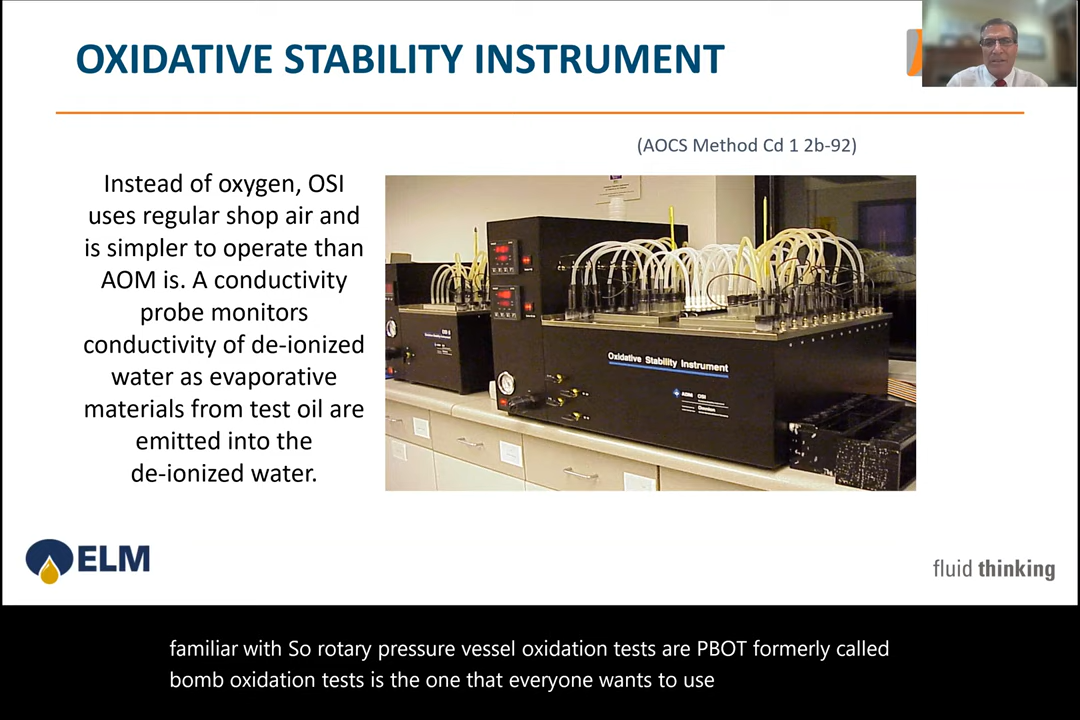 OXIDATIVE STABILITY INSTRUMENT
(AOCS Method Cd 1 2b-92)
Instead of oxygen, OSI
uses regular shop air and
is simpler to operate than
AOM is. A conductivity
probe monitors
conductivity of de-ionized
water as evaporative
materials from test oil are
emitted into the
de-ionized water.
Oxidative Stability Instrument
ADM OSI
Omnion
ELM
fluid thinking
familiar with So rotary pressure vessel oxidation tests are PBOT formerly called
bomb oxidation tests is the one that everyone wants to use